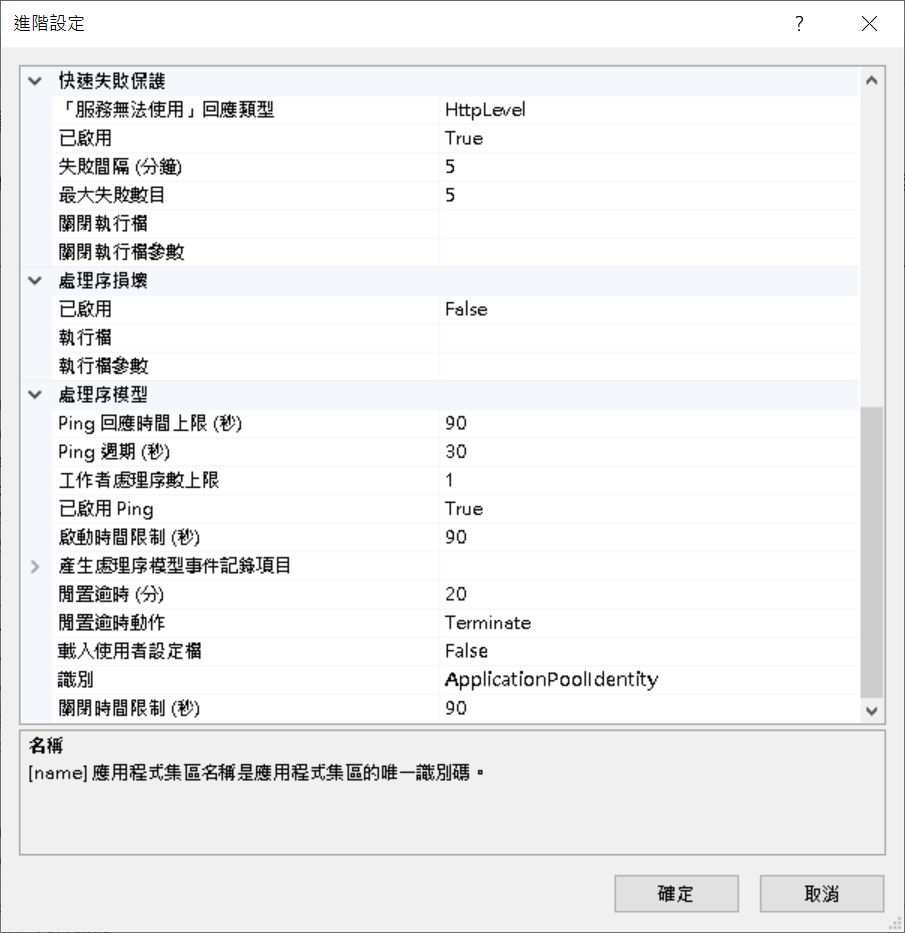 進階設定 ?
快速失敗保護
「服務無法使用」回應類型 HttpLevel
已啟用 True
失敗間隔 (分鐘) 5
最大失敗數目 5
關閉執行檔
關閉執行檔參數
處理序損壞
已啟用 False
執行檔
執行檔參數
處理序模型
Ping 回應時間上限 (秒) 90
Ping 週期 (秒) 30
工作者處理序數上限 1
已啟用 Ping True
啟動時間限制 (秒) 90
產生處理序模型事件記錄項目
閒置逾時 (分) 20
閒置逾時動作 Terminate
載入使用者設定檔 False
識別 ApplicationPoolIdentity
關閉時間限制 (秒) 90
名稱
[name] 應用程式集區名稱是應用程式集區的唯一識別碼。
確定 取消